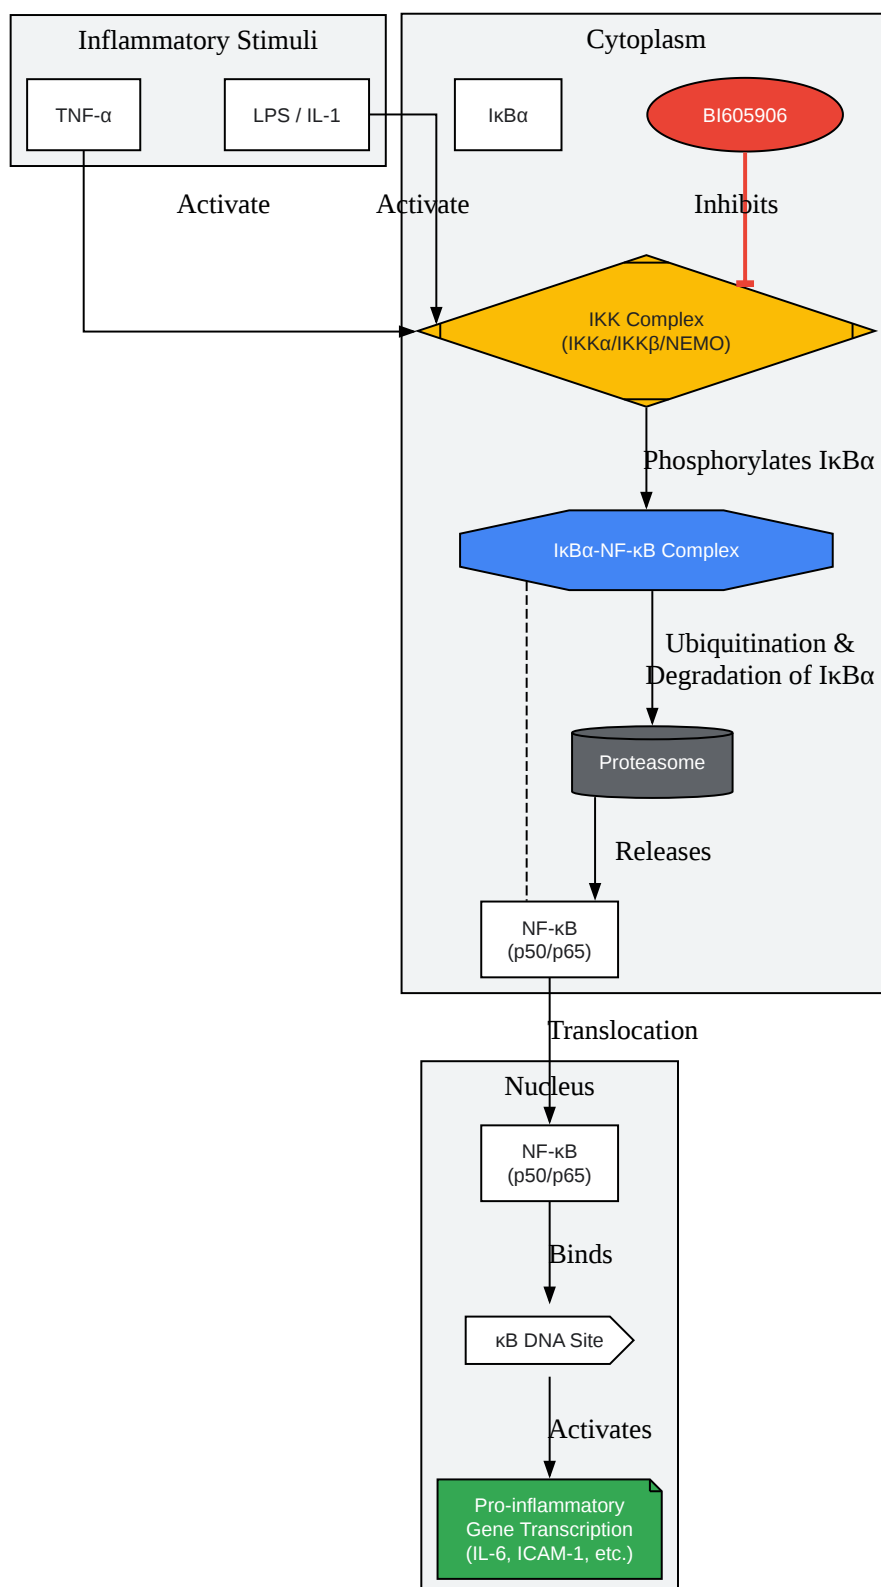 Inflammatory Stimuli
Cytoplasm
TNF-α
LPS / IL-1
IκBα
BI605906
Activate
Activate
Inhibits
IKK Complex
(IKKα/IKKβ/NEMO)
Phosphorylates IκBα
IκBα-NF-κB Complex
Ubiquitination &
Degradation of IκBα
Proteasome
Releases
NF-κB
(p50/p65)
Translocation
Nucleus
NF-κB
(p50/p65)
Binds
κB DNA Site
Activates
Pro-inflammatory
Gene Transcription
(IL-6, ICAM-1, etc.)